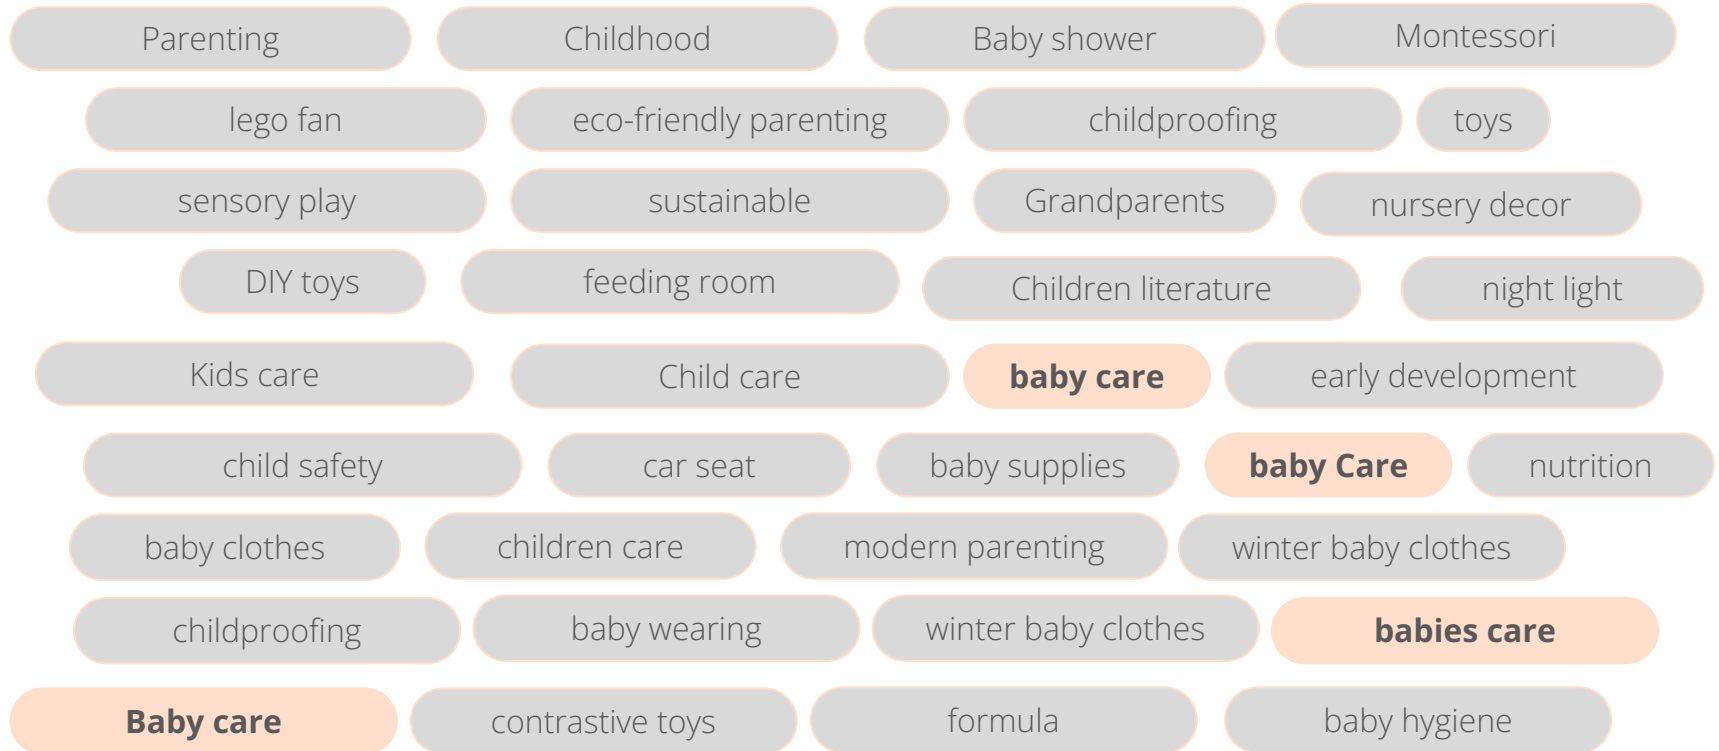 Parenting Childhood Baby shower Montessori
lego fan eco-friendly parenting childproofing toys
sensory play sustainable Grandparents nursery decor
DIY toys feeding room Children literature night light
Kids care Child care baby care early development
child safety car seat baby supplies baby Care nutrition
baby clothes children care modern parenting winter baby clothes
childproofing baby wearing winter baby clothes babies care
Baby care contrastive toys formula baby hygiene